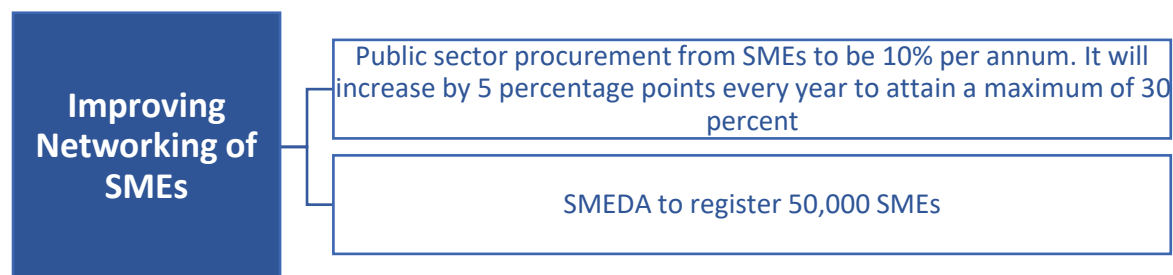 Improving
Networking of
SMEs
Public sector procurement from SMEs to be 10% per annum. It will
increase by 5 percentage points every year to attain a maximum of 30
percent
SMEDA to register 50,000 SMEs